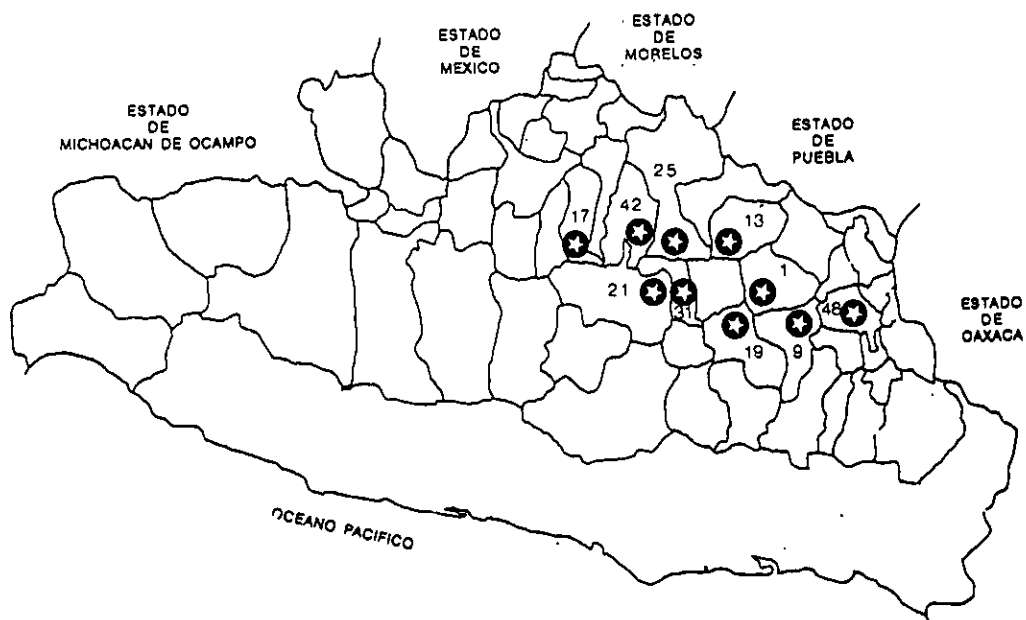 ESTADO
DE
MEXICO
ESTADO
DE
MORELOS
ESTADO
DE
MICHOACAN DE OCAMPO
ESTADO
DE
PUEBLA
25
17
42
13
21
31
1
48
19
9
ESTADO
DE
OAXACA
OCEANO PACIFICO